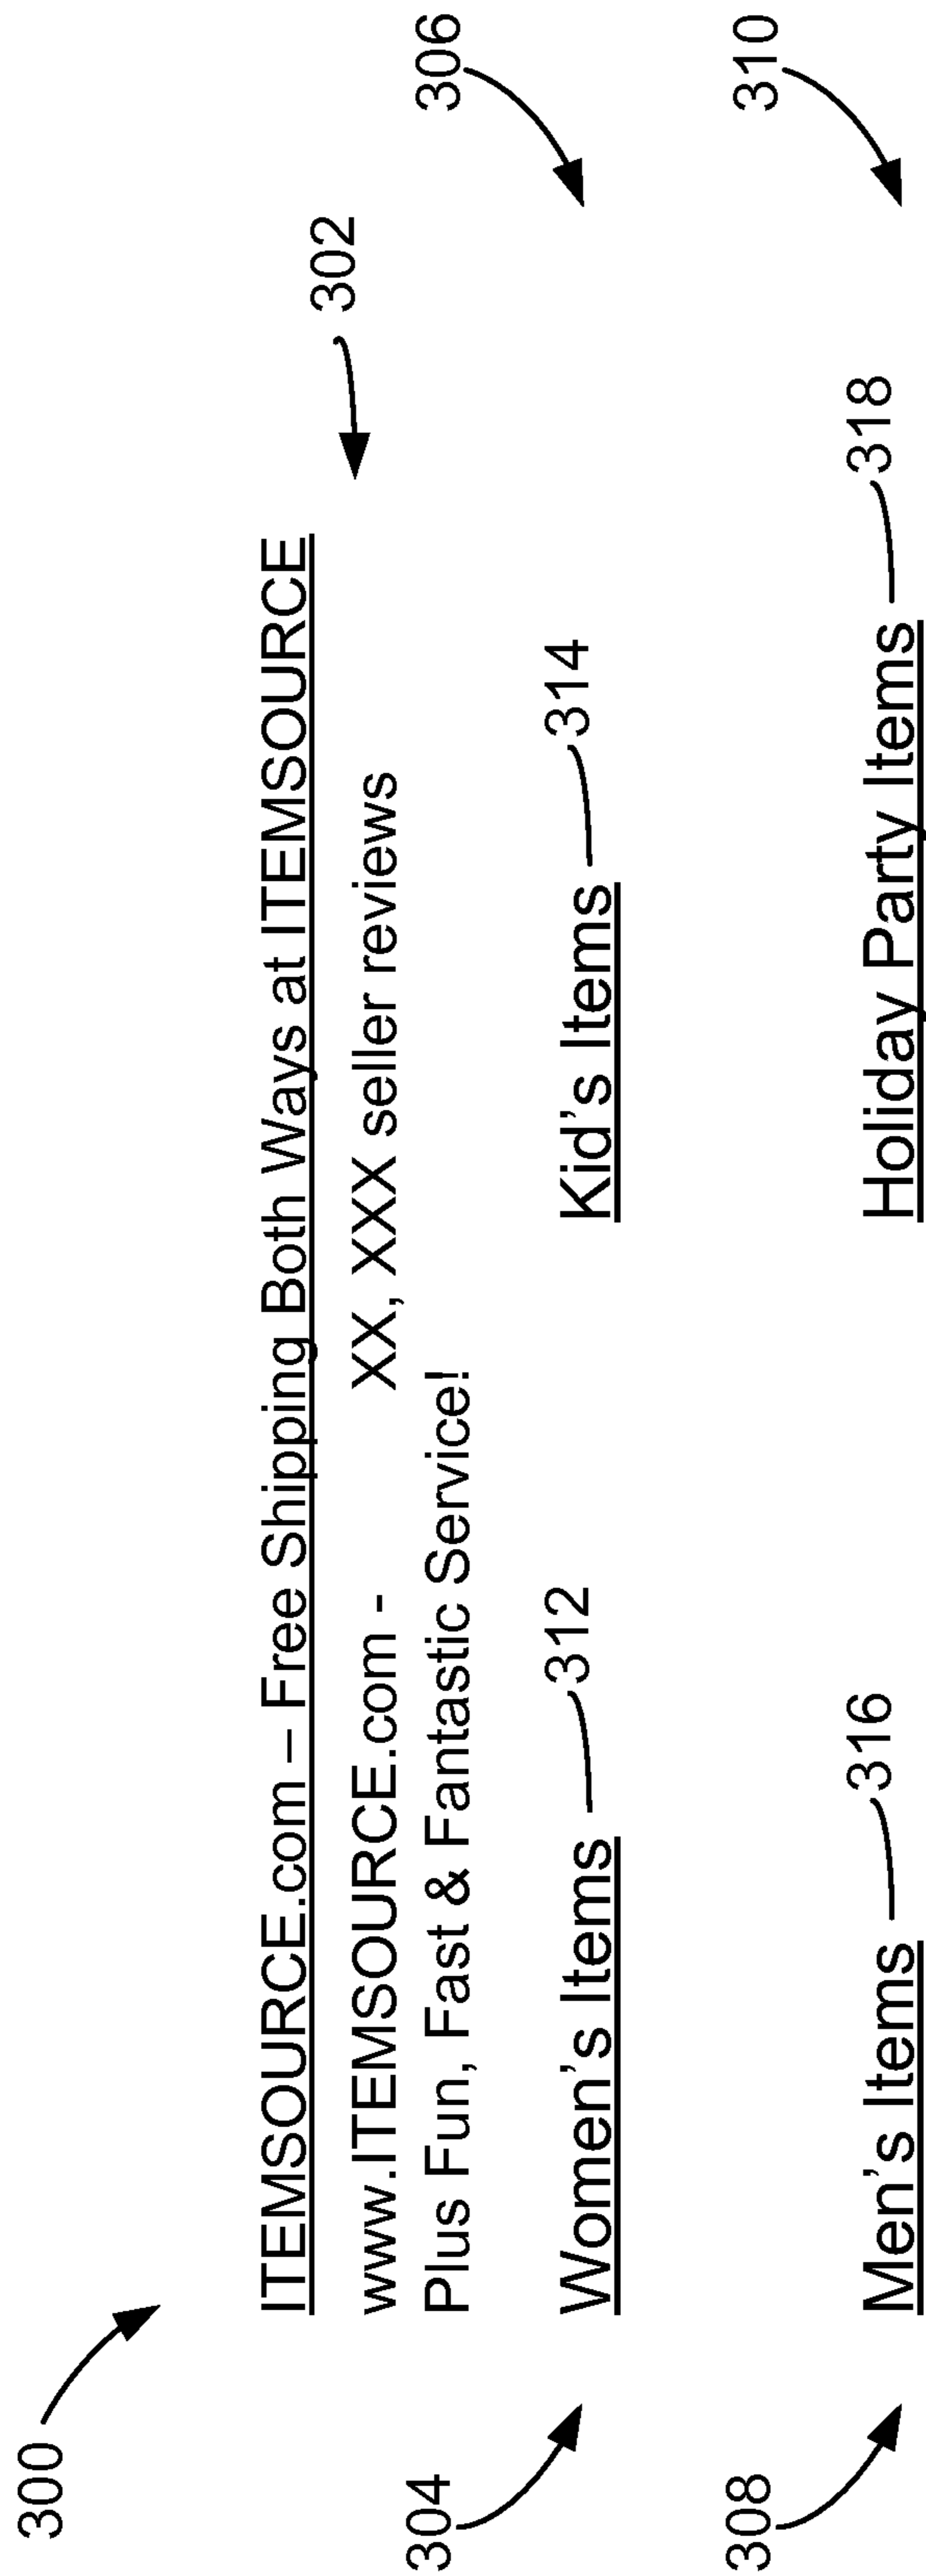 300
ITEMSOURCE.com – Free Shipping Both Ways at ITEMSOURCE
302
www.ITEMSOURCE.com - XX, XXX seller reviews
Plus Fun, Fast & Fantastic Service!
304
306
Women's Items 312 Kid's Items 314
308
310
Men's Items 316 Holiday Party Items 318